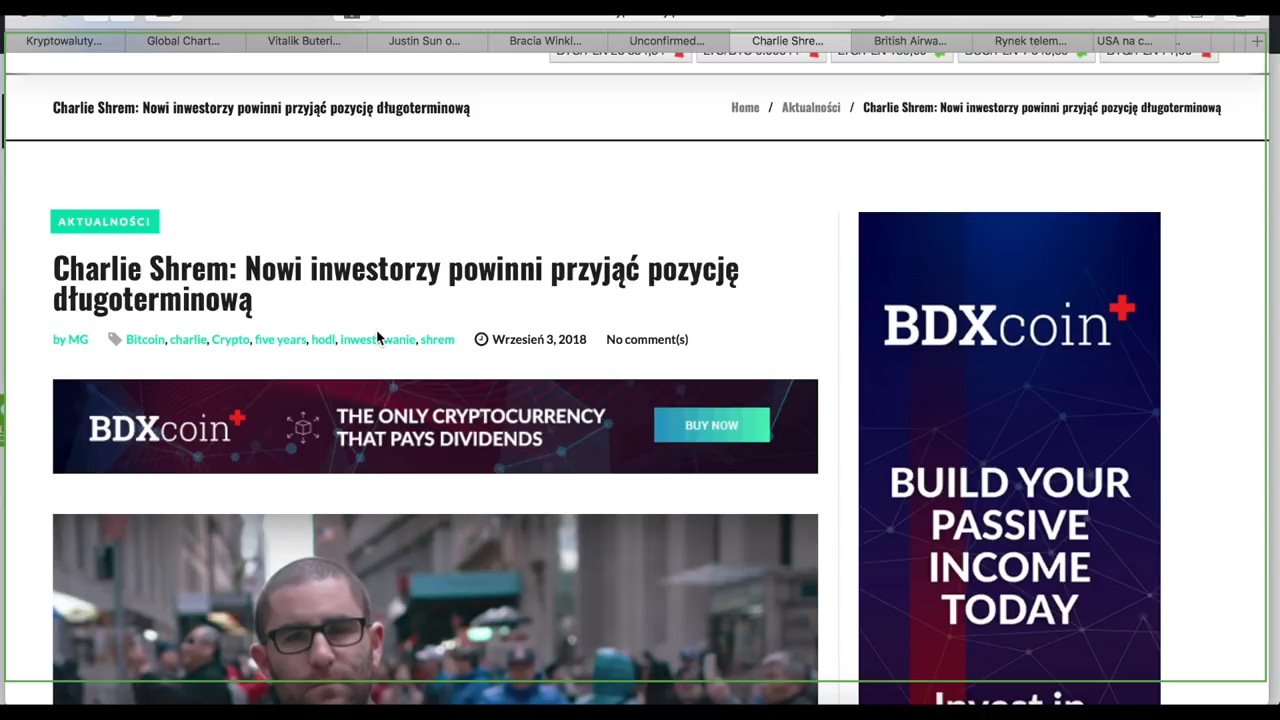 Kryptowaluty...
Global Chart...
Vitalik Buteri...
Justin Sun o...
Bracia Winkl...
Unconfirmed...
Charlie Shre...
British Airwa...
Rynek telem...
USA na c...
Charlie Shrem: Nowi inwestorzy powinni przyjąć pozycję długoterminową
Home / Aktualności / Charlie Shrem: Nowi inwestorzy powinni przyjąć pozycję długoterminową
AKTUALNOŚCI
Charlie Shrem: Nowi inwestorzy powinni przyjąć pozycję
długoterminową
by MG Bitcoin, charlie, Crypto, five years, hodl, inwestowanie, shrem Wrzesień 3, 2018 No comment(s)
BDXcoin+
THE ONLY CRYPTOCURRENCY
THAT PAYS DIVIDENDS
BUY NOW
BDXcoin+
BUILD YOUR
PASSIVE
INCOME
TODAY
Invest in